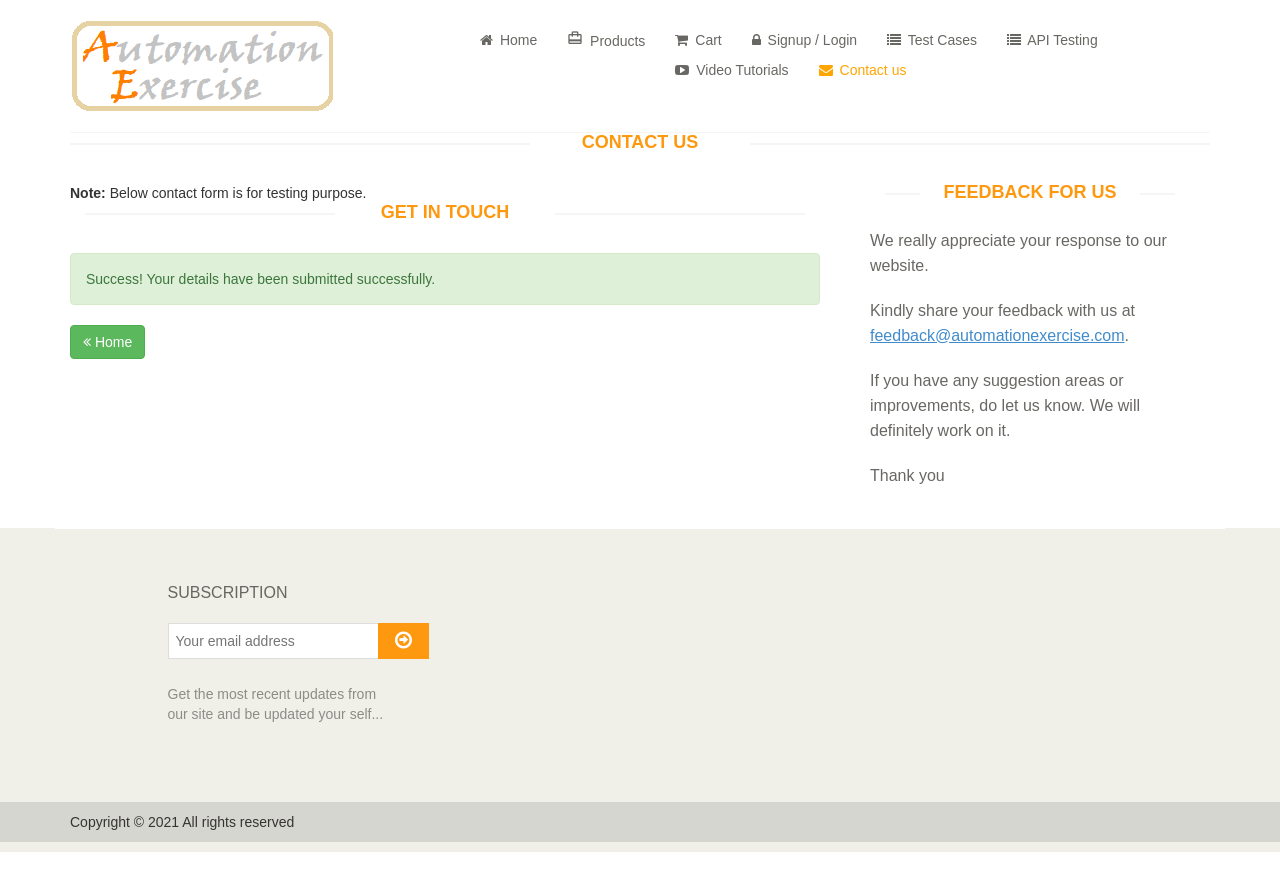 Automation
Exercise
Home
Products
Cart
Signup / Login
Test Cases
API Testing
Video Tutorials
Contact us
CONTACT US
Note: Below contact form is for testing purpose.
GET IN TOUCH
Success! Your details have been submitted successfully.
Home
FEEDBACK FOR US
We really appreciate your response to our
website.
Kindly share your feedback with us at
feedback@automationexercise.com.
If you have any suggestion areas or
improvements, do let us know. We will
definitely work on it.
Thank you
SUBSCRIPTION
Your email address
Get the most recent updates from
our site and be updated your self...
Copyright © 2021 All rights reserved